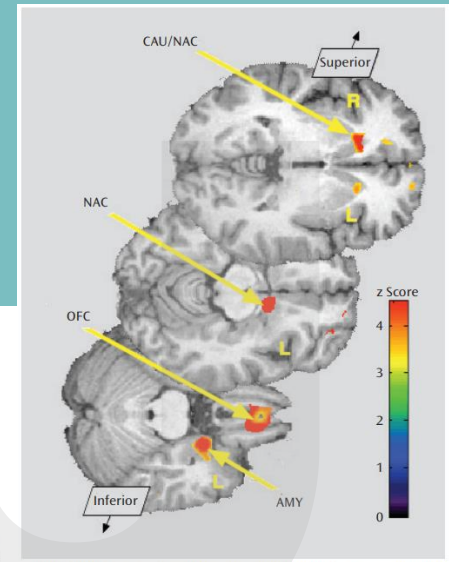 CAU/NAC
Superior
R
L
NAC
z Score
4
3
2
1
0
OFC
L
L
Inferior
AMY